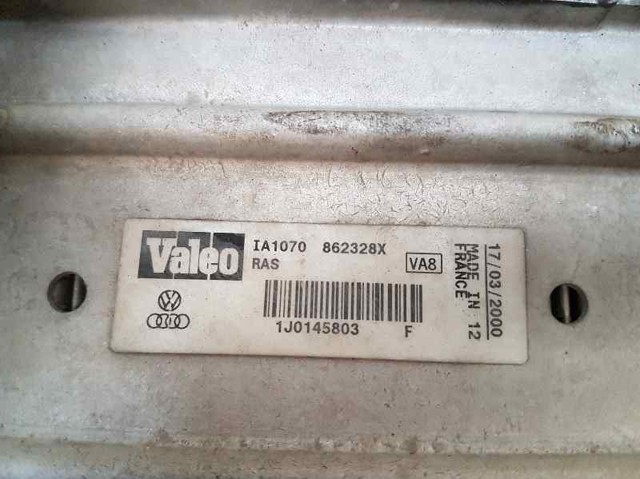 Valeo
IA1070 862328X
RAS
VA8
1J0145803 F
17/03/2000
MADE IN 12
FRANCE